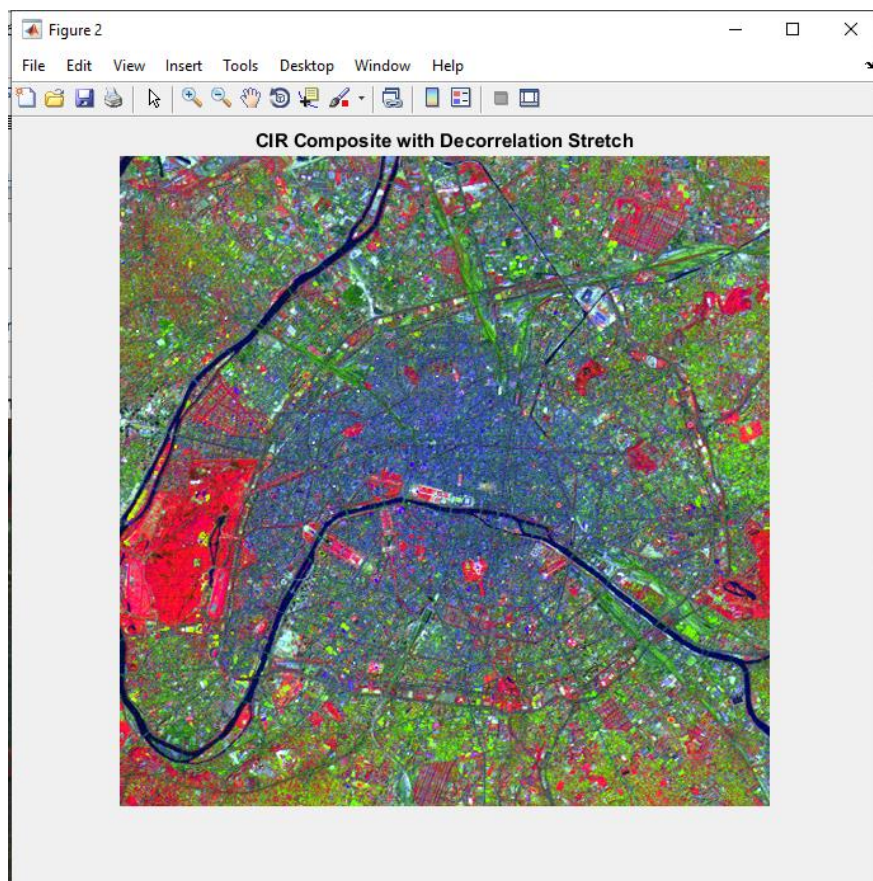 Figure 2
File Edit View Insert Tools Desktop Window Help
CIR Composite with Decorrelation Stretch